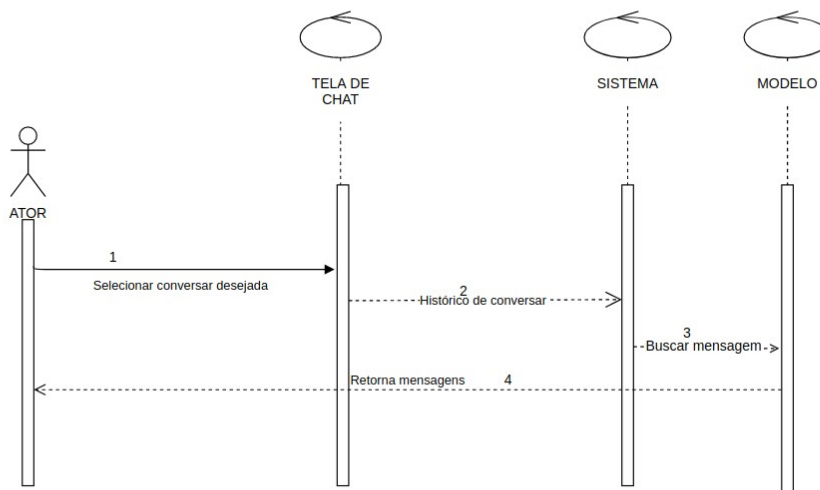 TELA DE
CHAT
SISTEMA
MODELO
ATOR
1
Selecionar conversar desejada
2
Histórico de conversar
3
Buscar mensagem
Retorna mensagens 4